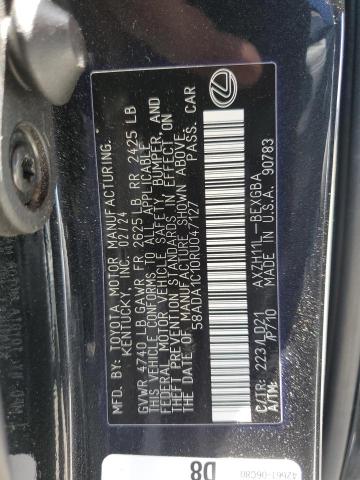 MFD. BY: TOYOTA MOTOR MANUFACTURING.
KENTUCKY, INC. 02/24
GVWR 4740 LB GAWR FR 2625 LB RR 2425 LB
THIS VEHICLE CONFORMS TO ALL APPLICABLE
FEDERAL MOTOR VEHICLE SAFETY, BUMPER, AND
THEFT PREVENTION STANDARDS IN EFFECT ON THE
DATE OF MANUFACTURE SHOWN ABOVE.
58ADA1C10RU047127 PASS. CAR
C/TR: 223/LD21 AXZH11L-BEXGBA
A/TM: /P710 MADE IN U.S.A. 90783
D8